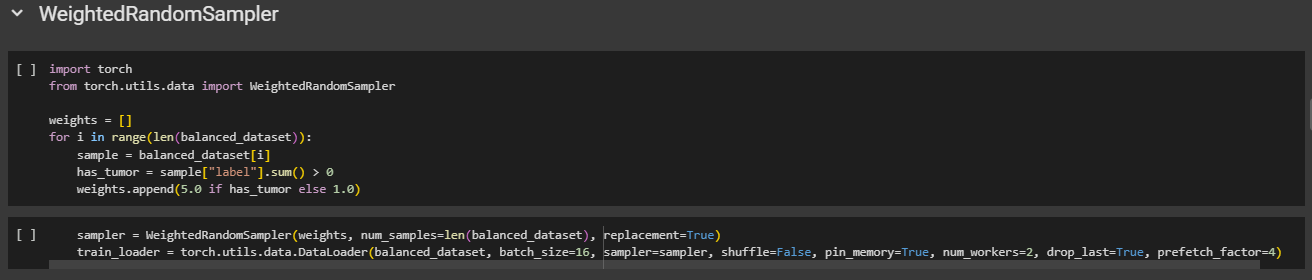 WeightedRandomSampler
[ ] import torch
from torch.utils.data import WeightedRandomSampler
weights = []
for i in range(len(balanced_dataset)):
    sample = balanced_dataset[i]
    has_tumor = sample["label"].sum() > 0
    weights.append(5.0 if has_tumor else 1.0)
[ ] sampler = WeightedRandomSampler(weights, num_samples=len(balanced_dataset), replacement=True)
train_loader = torch.utils.data.DataLoader(balanced_dataset, batch_size=16, sampler=sampler, shuffle=False, pin_memory=True, num_workers=2, drop_last=True, prefetch_factor=4)